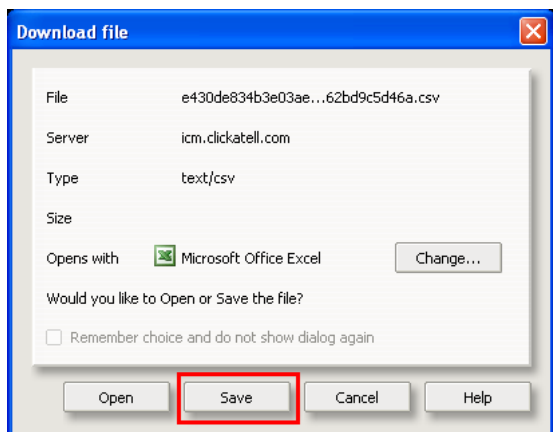 Download file
File e430de834b3e03ae...62bd9c5d46a.csv
Server icm.clickatell.com
Type text/csv
Size
Opens with Microsoft Office Excel Change...
Would you like to Open or Save the file?
Remember choice and do not show dialog again
Open Save Cancel Help